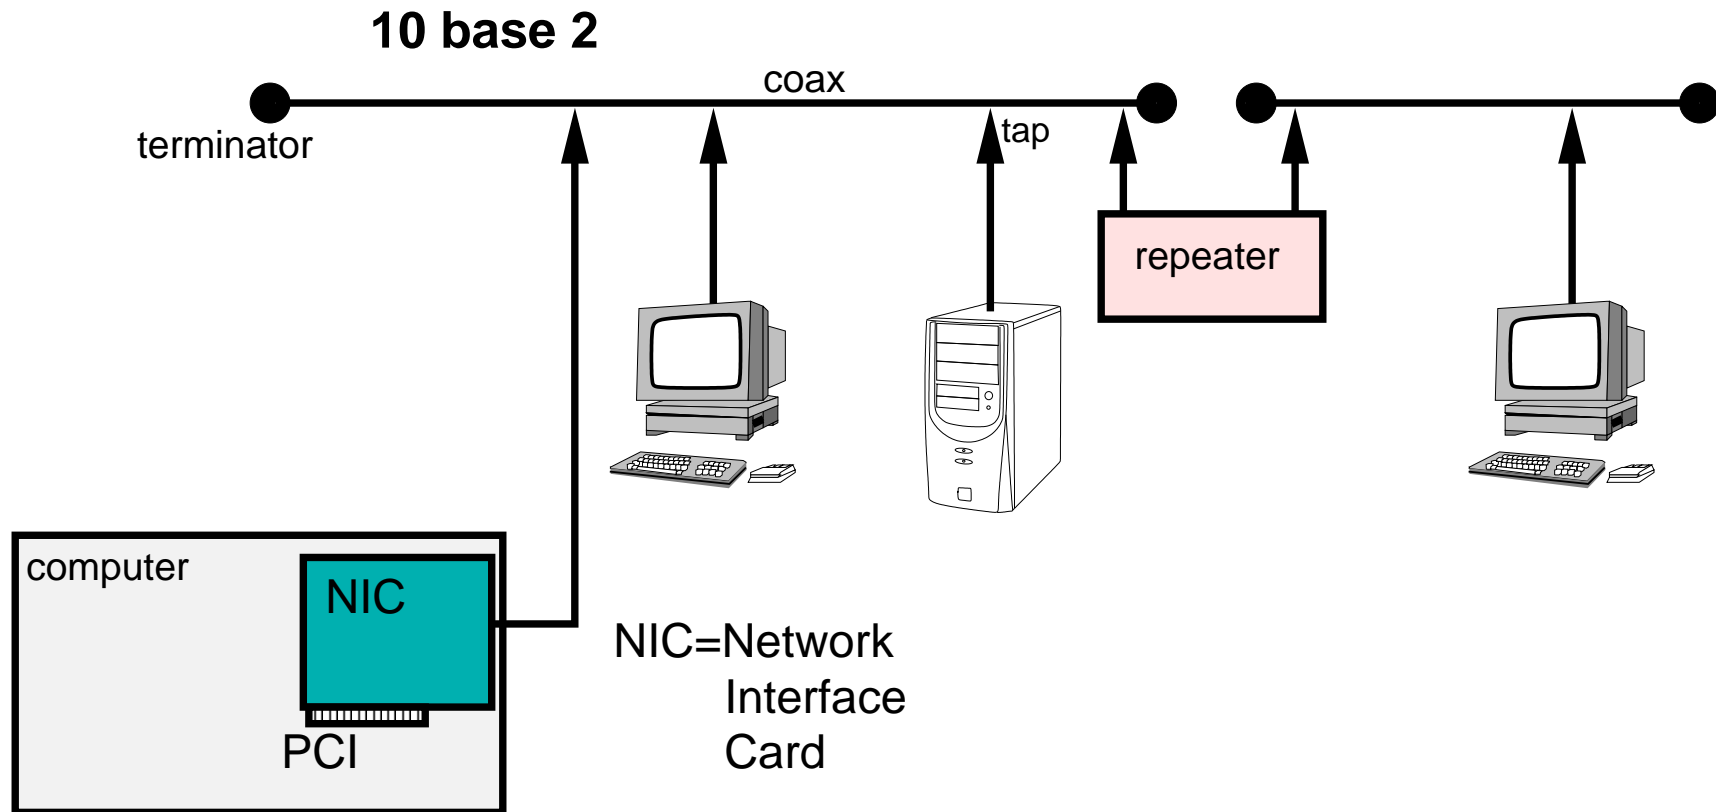 10 base 2
coax
terminator
tap
repeater
computer
NIC
NIC=Network
Interface
Card
PCI